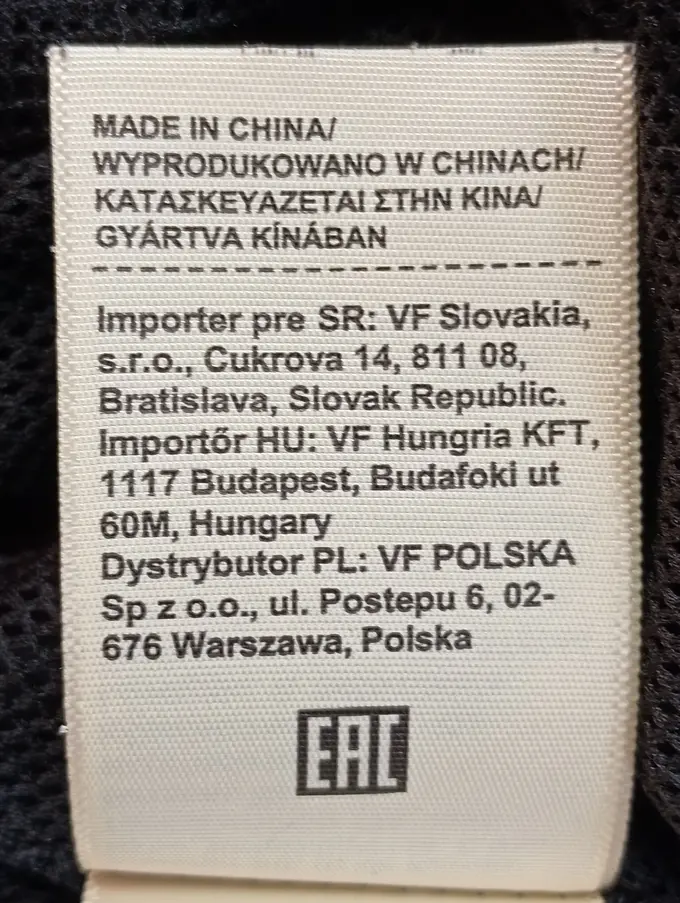 MADE IN CHINA/
WYPRODUKOWANO W CHINACH/
ΚΑΤΑΣΚΕΥΑΖΕΤΑΙ ΣΤΗΝ ΚΙΝΑ/
GYÁRTVA KÍNÁBAN
Importer pre SR: VF Slovakia,
s.r.o., Cukrova 14, 811 08,
Bratislava, Slovak Republic.
Importőr HU: VF Hungria KFT,
1117 Budapest, Budafoki ut
60M, Hungary
Dystrybutor PL: VF POLSKA
Sp z o.o., ul. Postepu 6, 02-
676 Warszawa, Polska
EAC